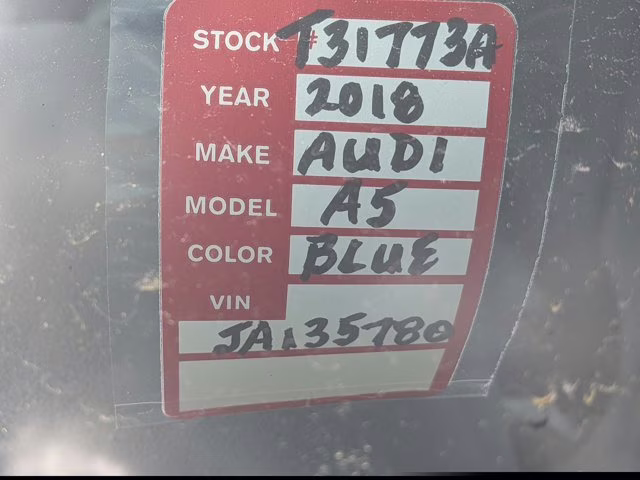 STOCK # T31773A
YEAR 2018
MAKE AUDI
MODEL A5
COLOR BLUE
VIN
JA135780